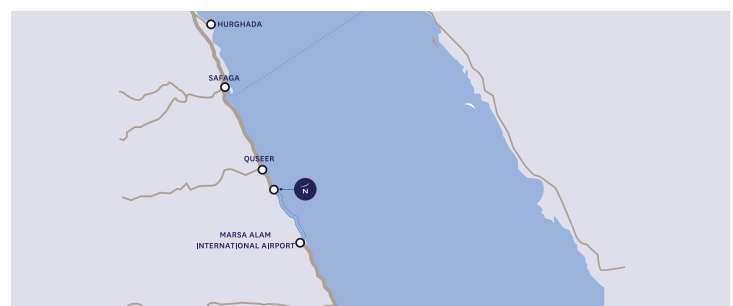 HURGHADA
SAFAGA
QUSEER
N
MARSA ALAM
INTERNATIONAL AIRPORT